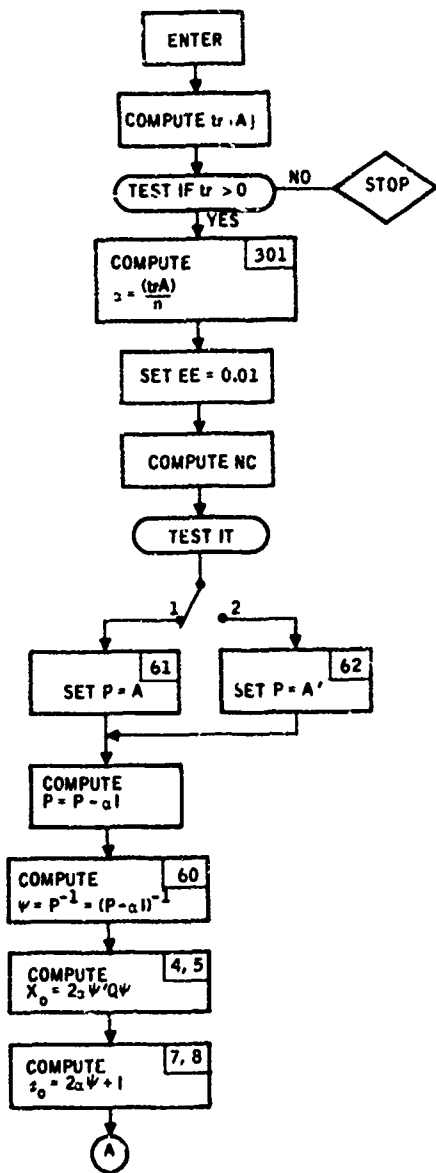 ENTER
COMPUTE tr(A)
TEST IF tr > 0
NO
STOP
YES
301
COMPUTE
α = (trA)
n
SET EE = 0.01
COMPUTE NC
TEST IT
1
2
61
SET P = A
62
SET P = A'
COMPUTE
P = P - αI
60
COMPUTE
ψ = P⁻¹ = (P-αI)⁻¹
4, 5
COMPUTE
X₀ = 2αψ'Qψ
7, 8
COMPUTE
z₀ = 2αψ + I
A